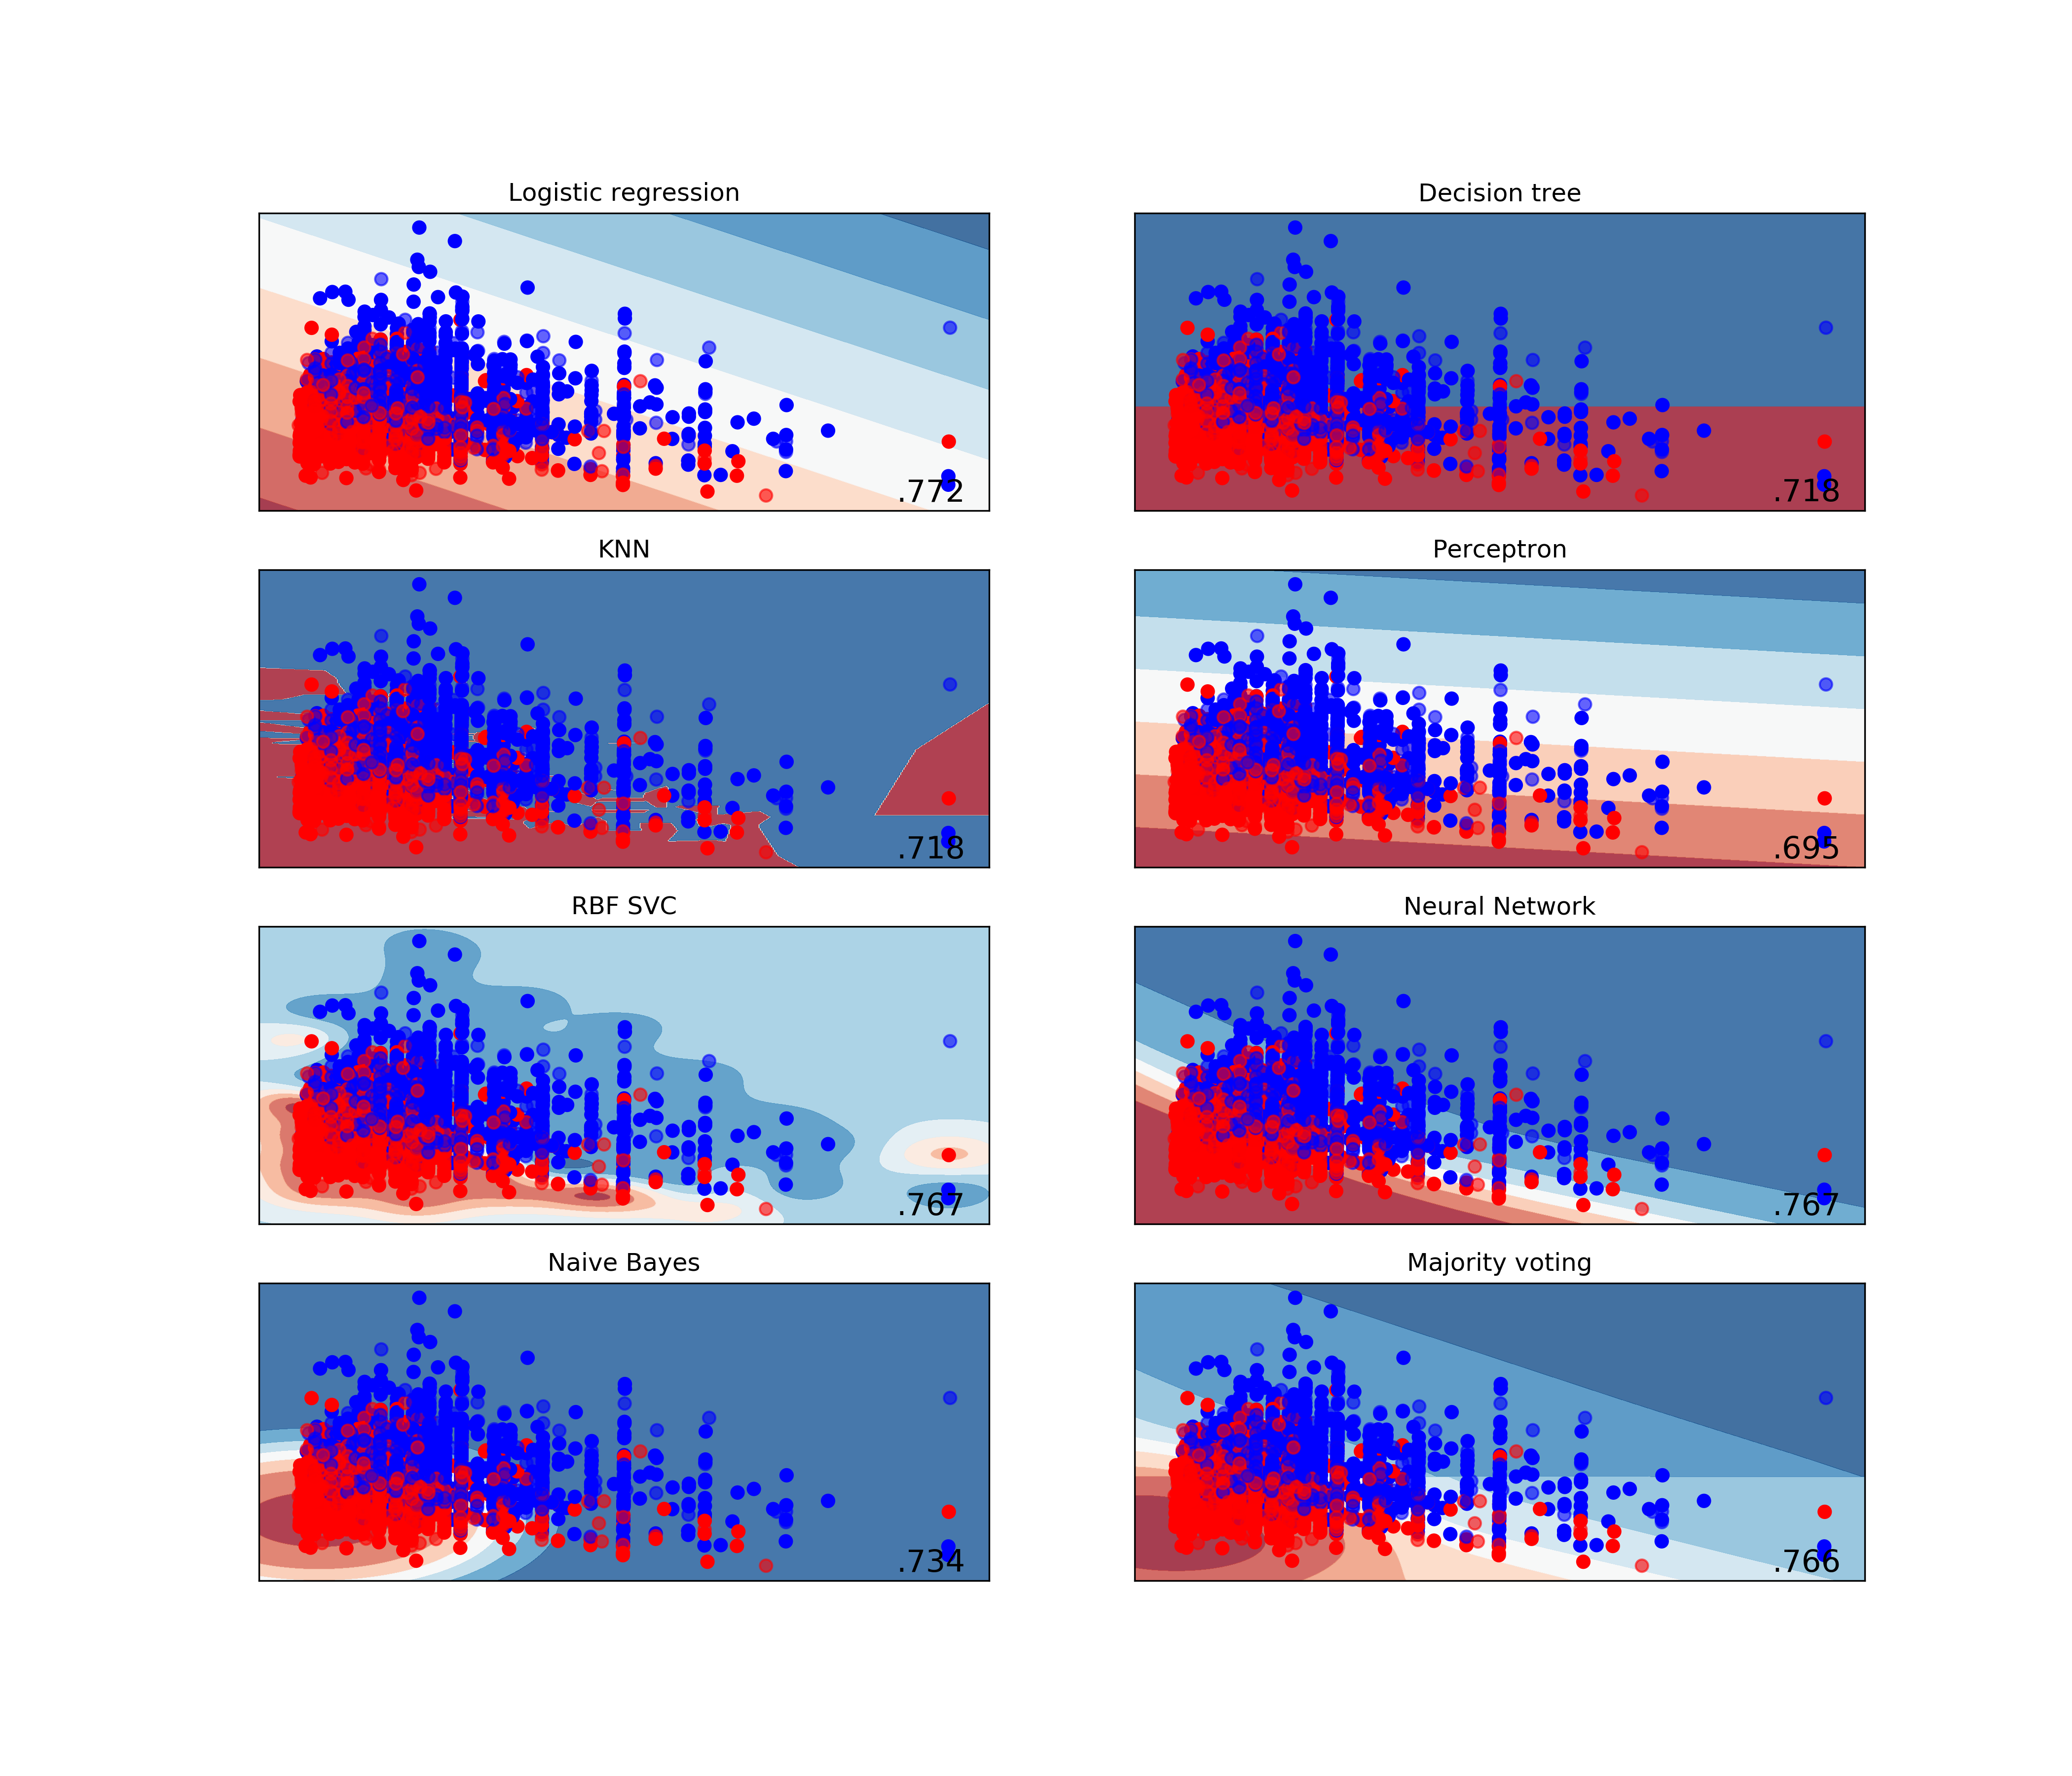 Logistic regression
.772
Decision tree
.718
KNN
.718
Perceptron
.695
RBF SVC
.767
Neural Network
.767
Naive Bayes
.734
Majority voting
.766